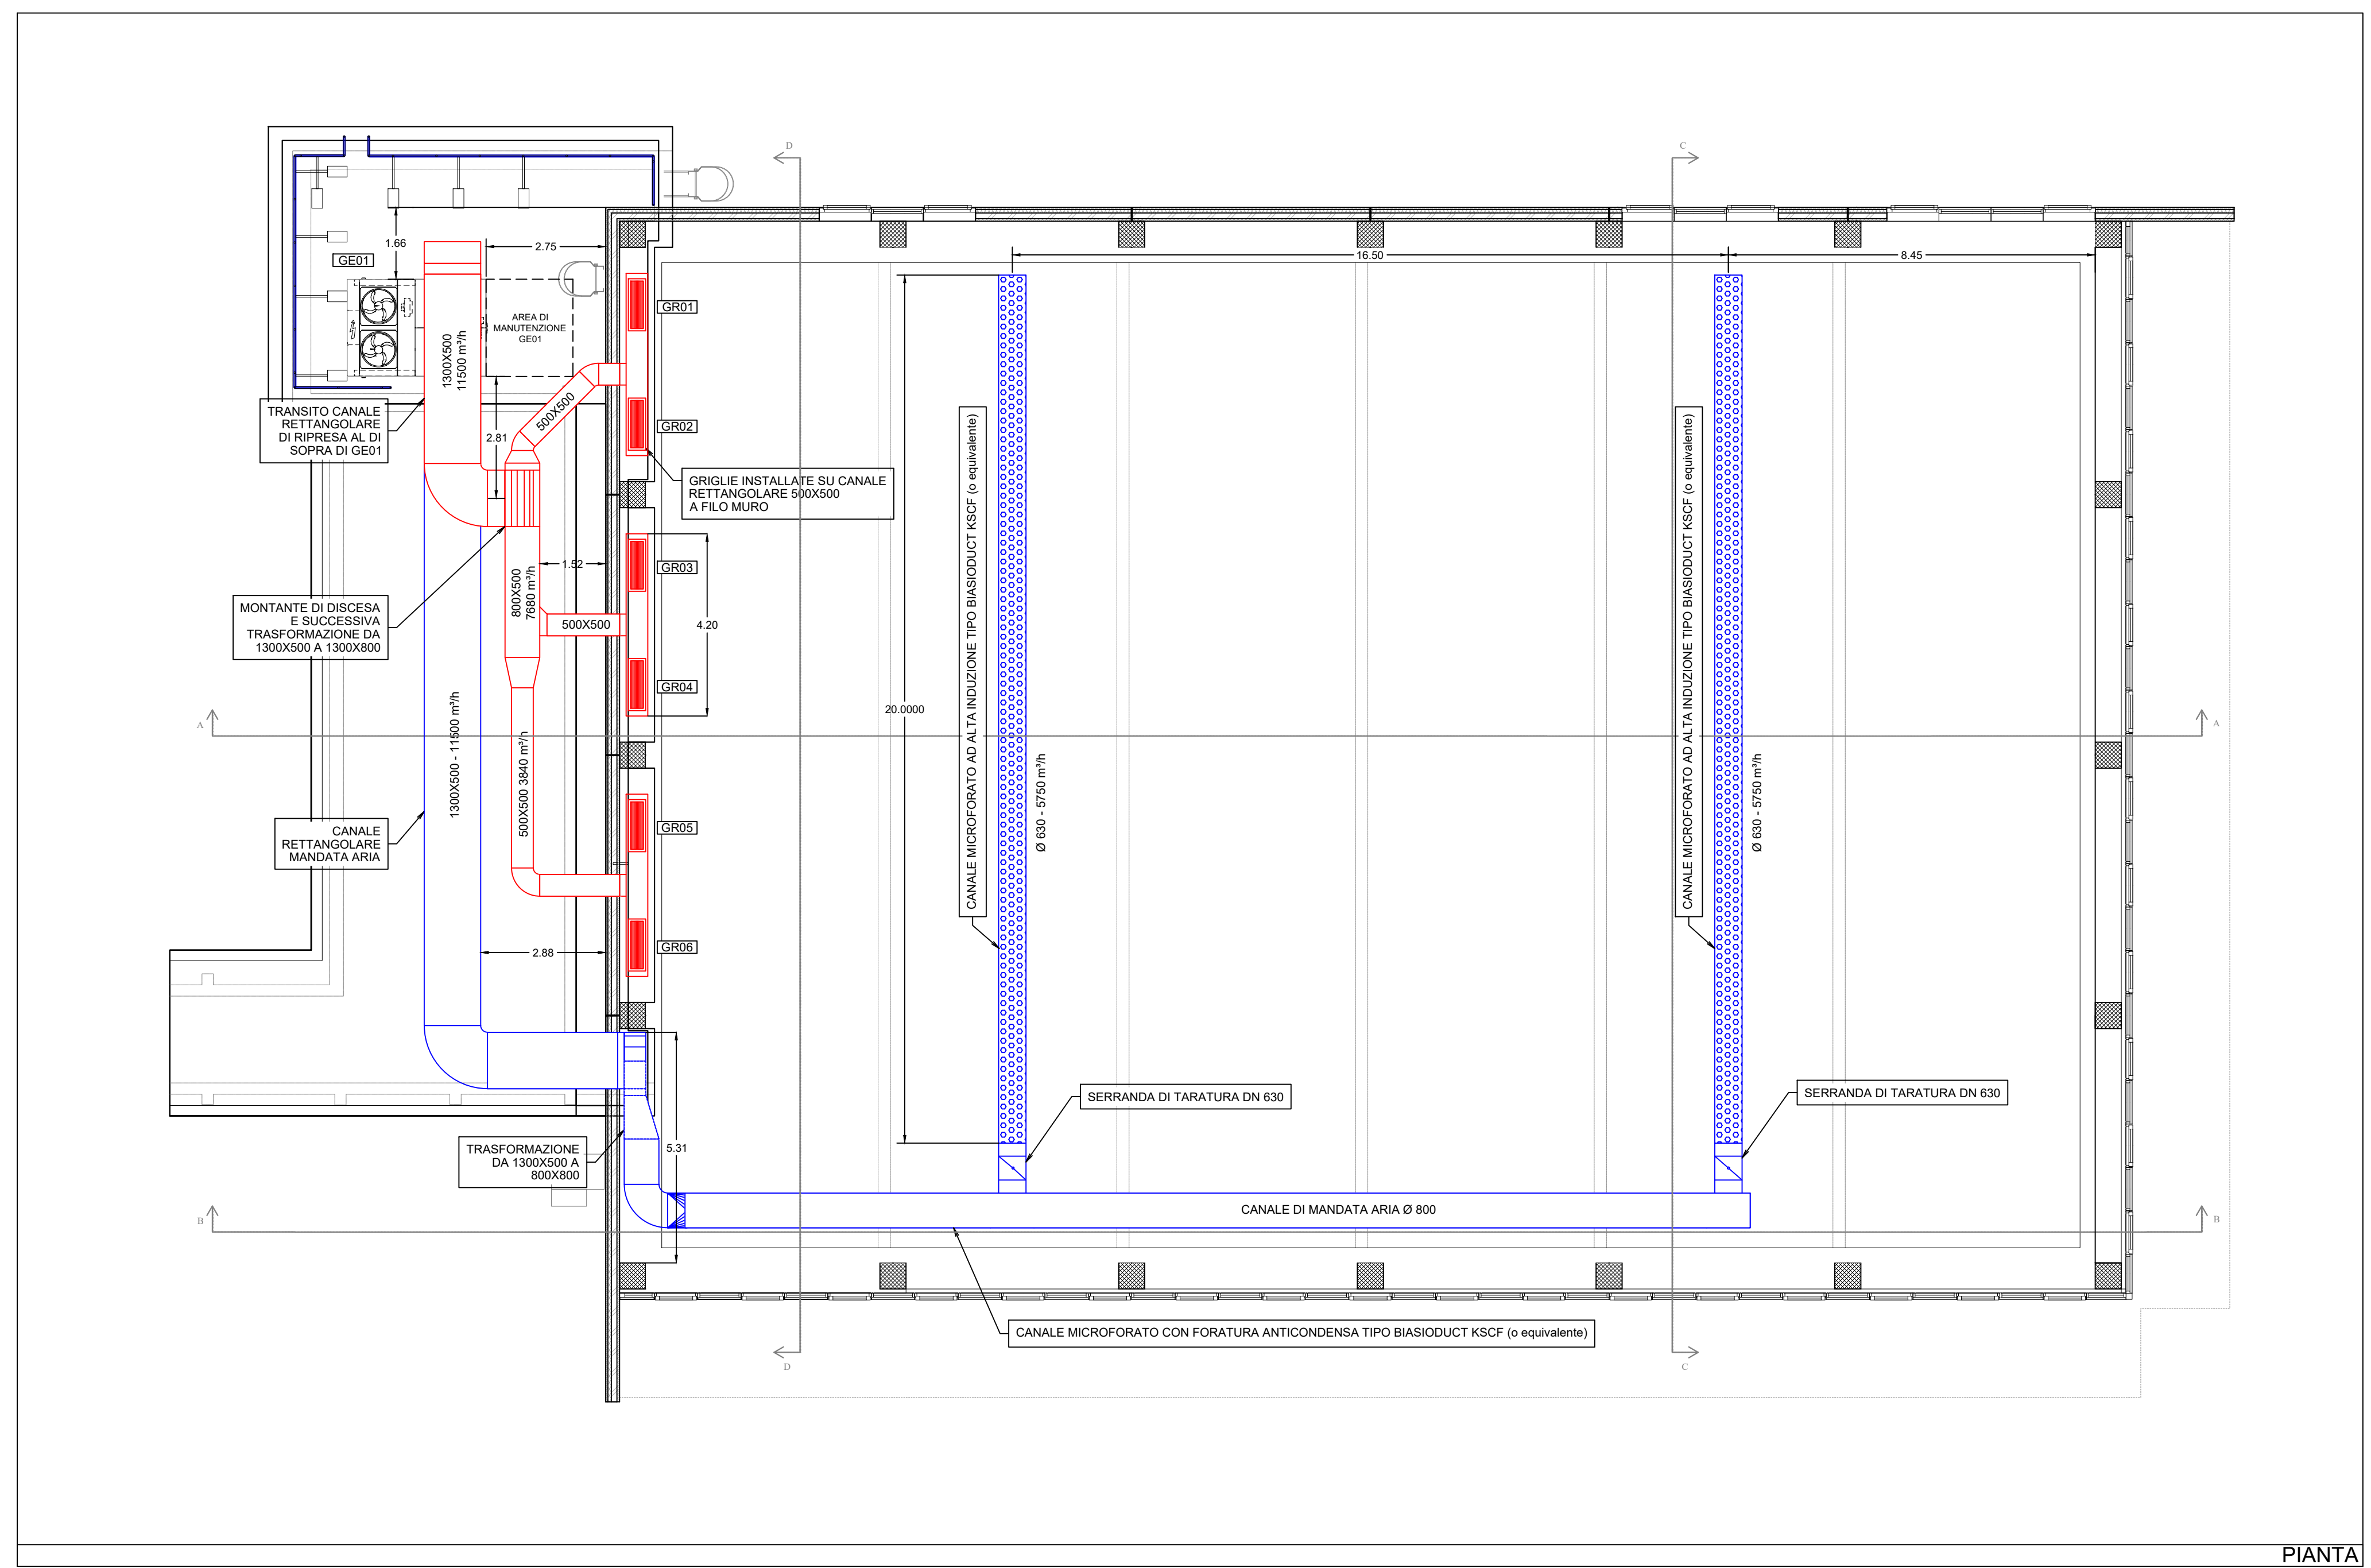 D
C
1.66
2.75
GE01
16.50
8.45
GR01
AREA DI
MANUTENZIONE
GE01
1300X500
11500 m³/h
TRANSITO CANALE
RETTANGOLARE
DI RIPRESA AL DI
SOPRA DI GE01
500X500
GR02
2.81
GRIGLIE INSTALLATE SU CANALE
RETTANGOLARE 500X500
A FILO MURO
CANALE MICROFORATO AD ALTA INDUZIONE TIPO BIASIODUCT KSCF (o equivalente)
CANALE MICROFORATO AD ALTA INDUZIONE TIPO BIASIODUCT KSCF (o equivalente)
1.52
GR03
800X500
7680 m³/h
MONTANTE DI DISCESA
E SUCCESSIVA
TRASFORMAZIONE DA
1300X500 A 1300X800
500X500
4.20
GR04
20.0000
A
A
1300X500 - 11500 m³/h
500X500 3840 m³/h
Ø 630 - 5750 m³/h
Ø 630 - 5750 m³/h
CANALE
RETTANGOLARE
MANDATA ARIA
GR05
GR06
2.88
SERRANDA DI TARATURA DN 630
SERRANDA DI TARATURA DN 630
TRASFORMAZIONE
DA 1300X500 A
800X800
5.31
CANALE DI MANDATA ARIA Ø 800
B
B
CANALE MICROFORATO CON FORATURA ANTICONDENSA TIPO BIASIODUCT KSCF (o equivalente)
D
C
PIANTA